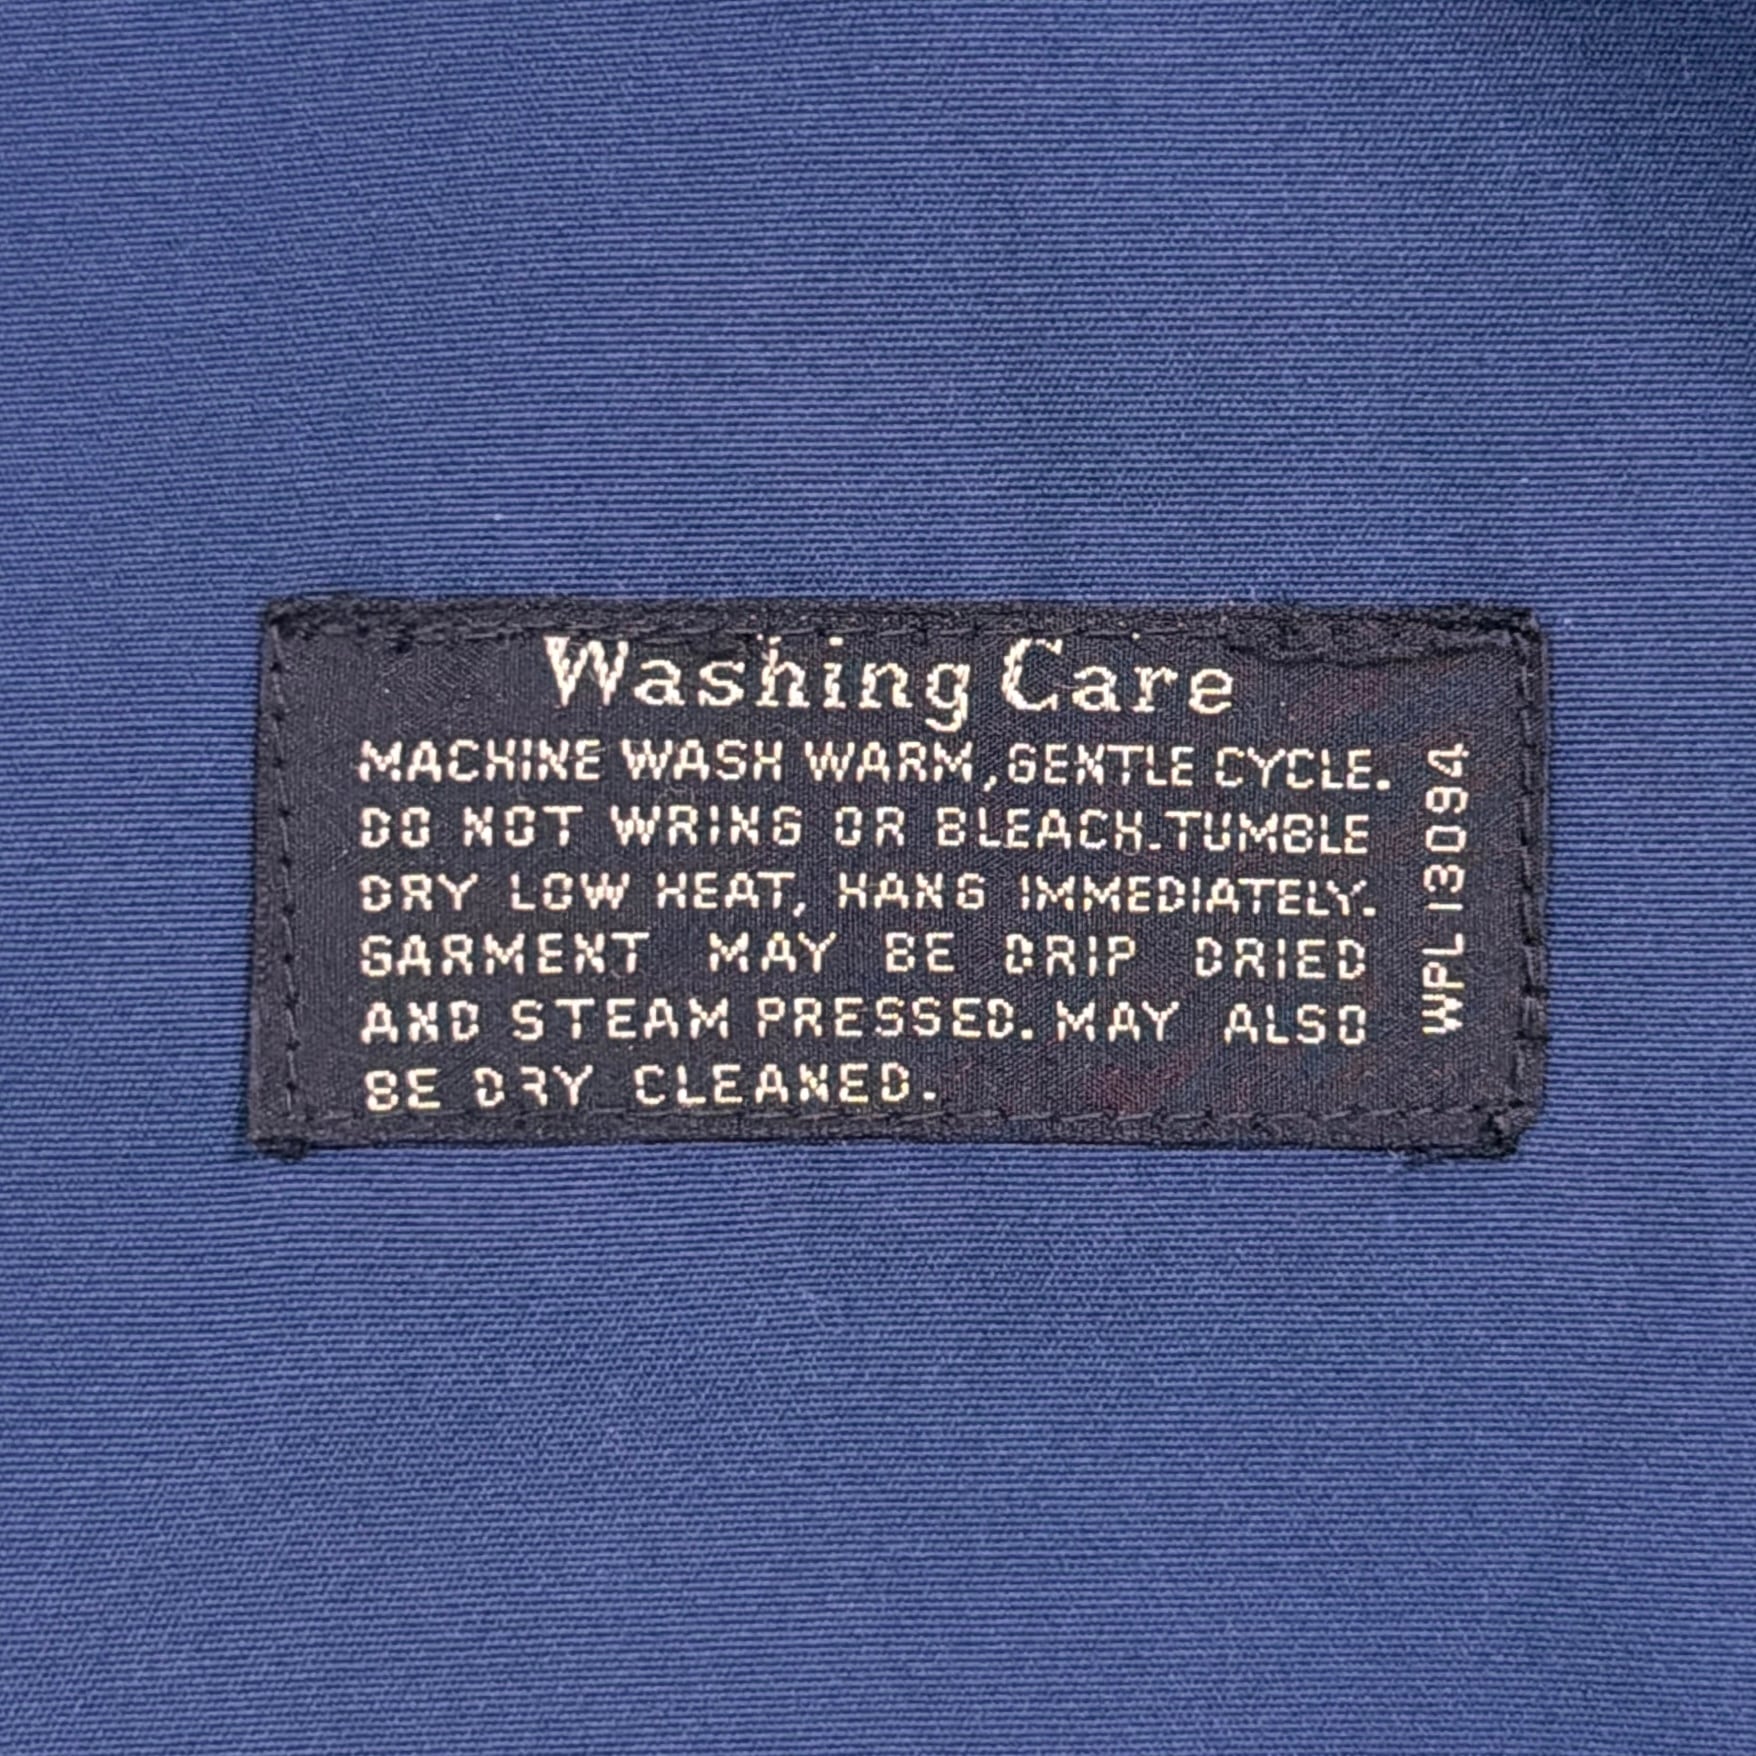 Washing Care
MACHINE WASH WARM, GENTLE CYCLE.
DO NOT WRING OR BLEACH. TUMBLE
DRY LOW HEAT, HANG IMMEDIATELY.
GARMENT MAY BE DRIP DRIED
AND STEAM PRESSED. MAY ALSO
BE DRY CLEANED.
WPL 13094